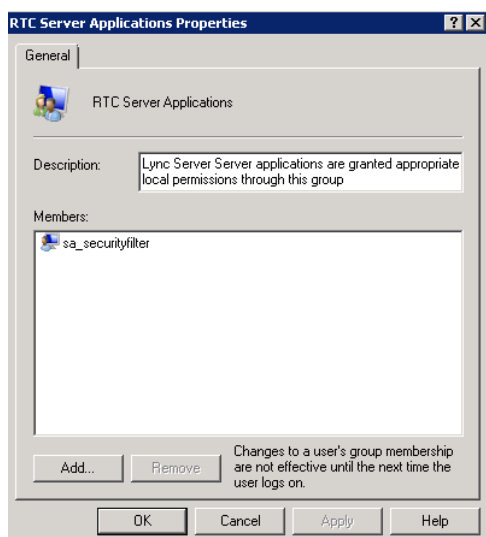 RTC Server Applications Properties
General
RTC Server Applications
Description:
Lync Server Server applications are granted appropriate
local permissions through this group
Members:
sa_securityfilter
Add...
Remove
Changes to a user's group membership
are not effective until the next time the
user logs on.
OK
Cancel
Apply
Help